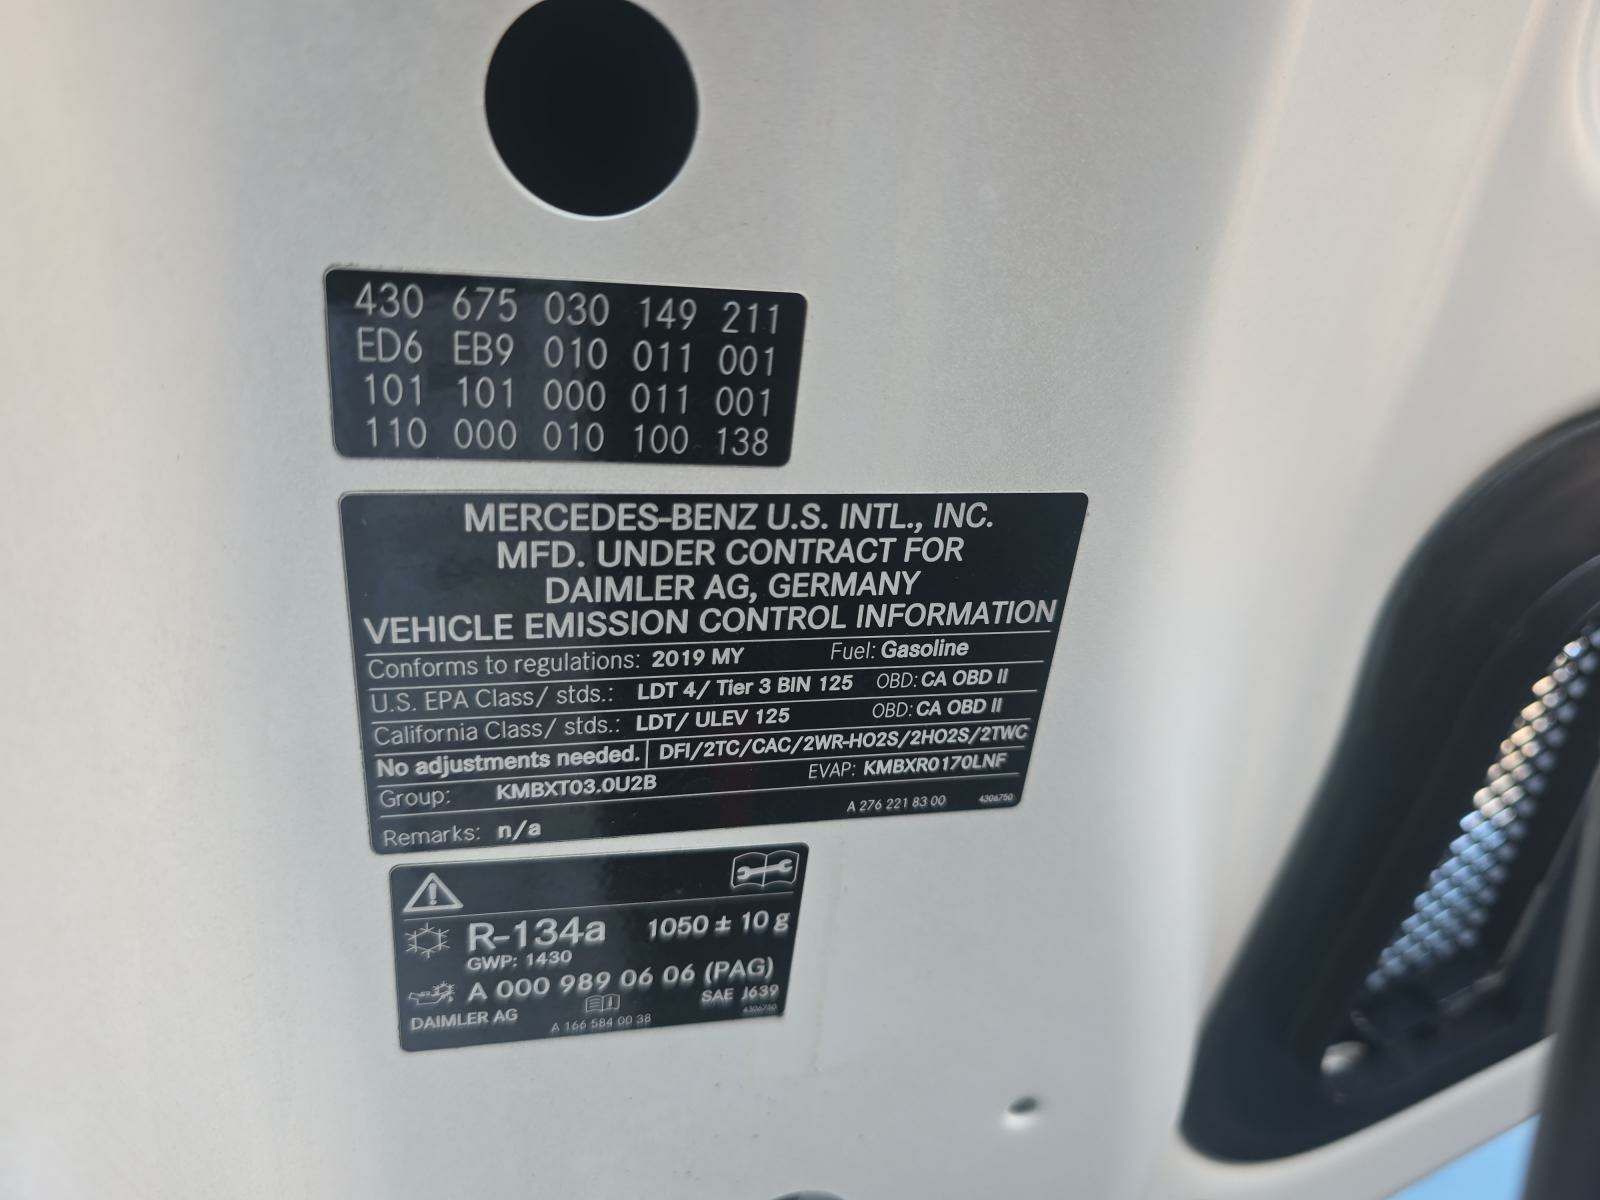 430 675 030 149 211
ED6 EB9 010 011 001
101 101 000 011 001
110 000 010 100 138
MERCEDES-BENZ U.S. INTL., INC.
MFD. UNDER CONTRACT FOR
DAIMLER AG, GERMANY
VEHICLE EMISSION CONTROL INFORMATION
Conforms to regulations: 2019 MY Fuel: Gasoline
U.S. EPA Class/ stds.: LDT 4/ Tier 3 BIN 125 OBD: CA OBD II
California Class/ stds.: LDT/ ULEV 125 OBD: CA OBD II
No adjustments needed. DFI/2TC/CAC/2WR-HO2S/2HO2S/2TWC
Group: KMBXT03.0U2B EVAP: KMBXR0170LNF
Remarks: n/a A 276 221 83 00 4306750
R-134a 1050 ± 10 g
GWP: 1430
A 000 989 06 06 (PAG)
SAE J639
DAIMLER AG A 166 584 00 38 4306750